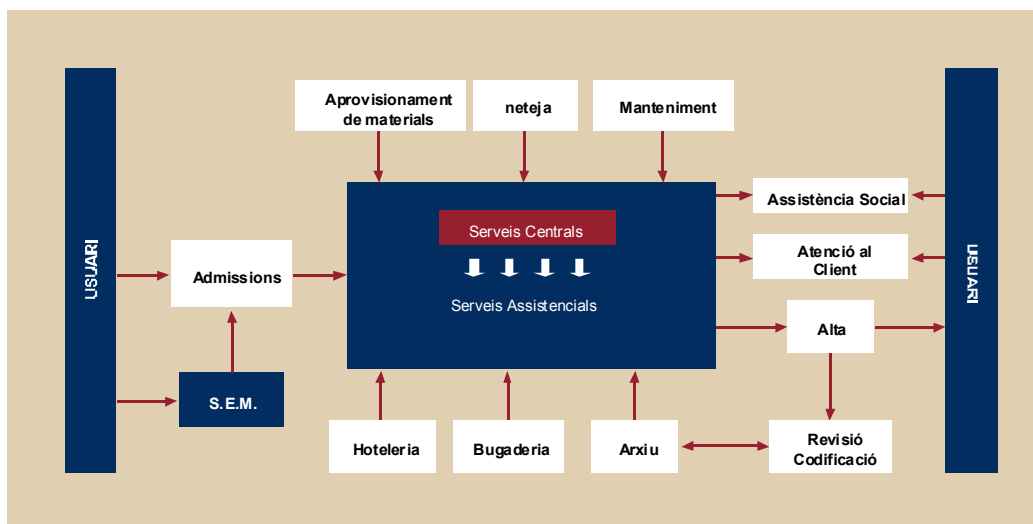 Aprovisionament
de materials
neteja
Manteniment
USUARI
Admissions
S.E.M.
Serveis Centrals
Serveis Assistencials
Assistència Social
Atenció al
Client
Alta
USUARI
Hoteleria
Bugaderia
Arxiu
Revisió
Codificació